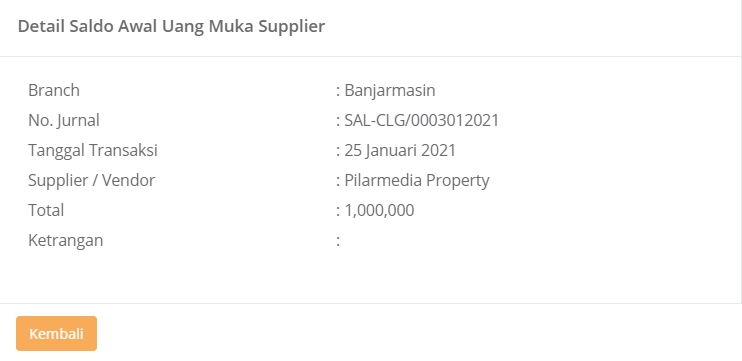 Detail Saldo Awal Uang Muka Supplier
Branch : Banjarmasin
No. Jurnal : SAL-CLG/0003012021
Tanggal Transaksi : 25 Januari 2021
Supplier / Vendor : Pilarmedia Property
Total : 1,000,000
Ketrangan :
Kembali